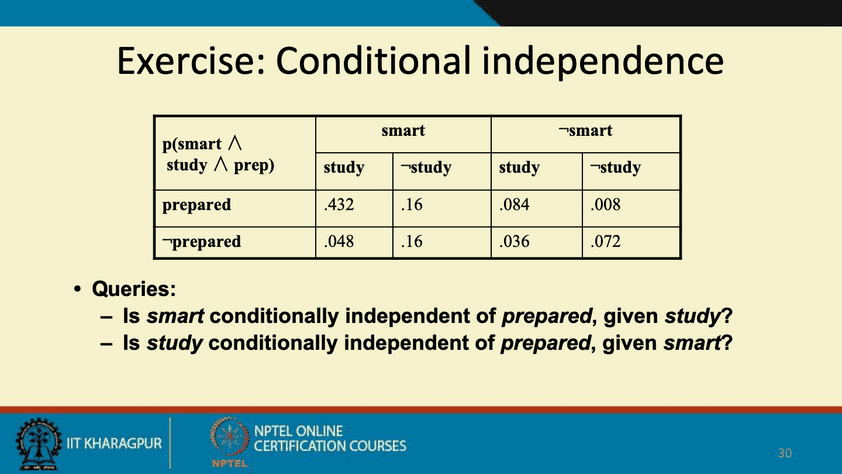 Exercise: Conditional independence
p(smart ∧
study ∧ prep)
smart
¬smart
study
¬study
study
¬study
prepared
.432
.16
.084
.008
¬prepared
.048
.16
.036
.072
• Queries:
– Is smart conditionally independent of prepared, given study?
– Is study conditionally independent of prepared, given smart?
IIT KHARAGPUR
NPTEL
NPTEL ONLINE
CERTIFICATION COURSES
30